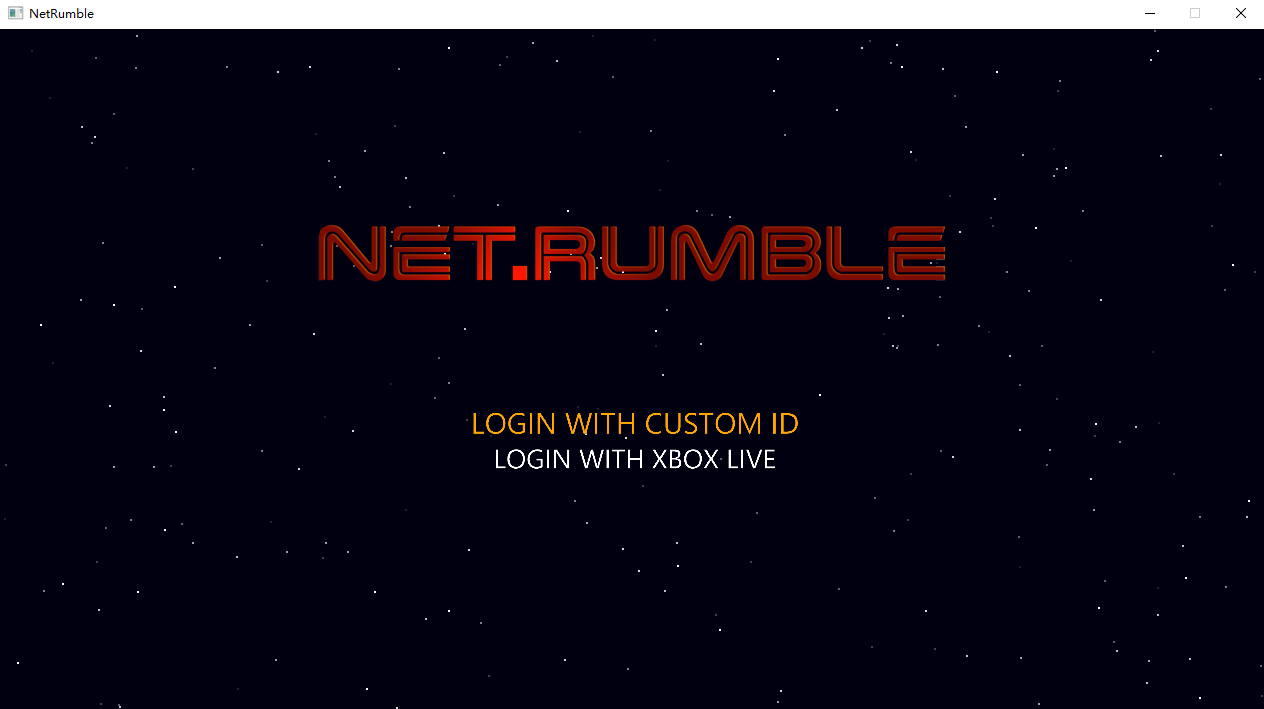 NetRumble
NET.RUMBLE
LOGIN WITH CUSTOM ID
LOGIN WITH XBOX LIVE